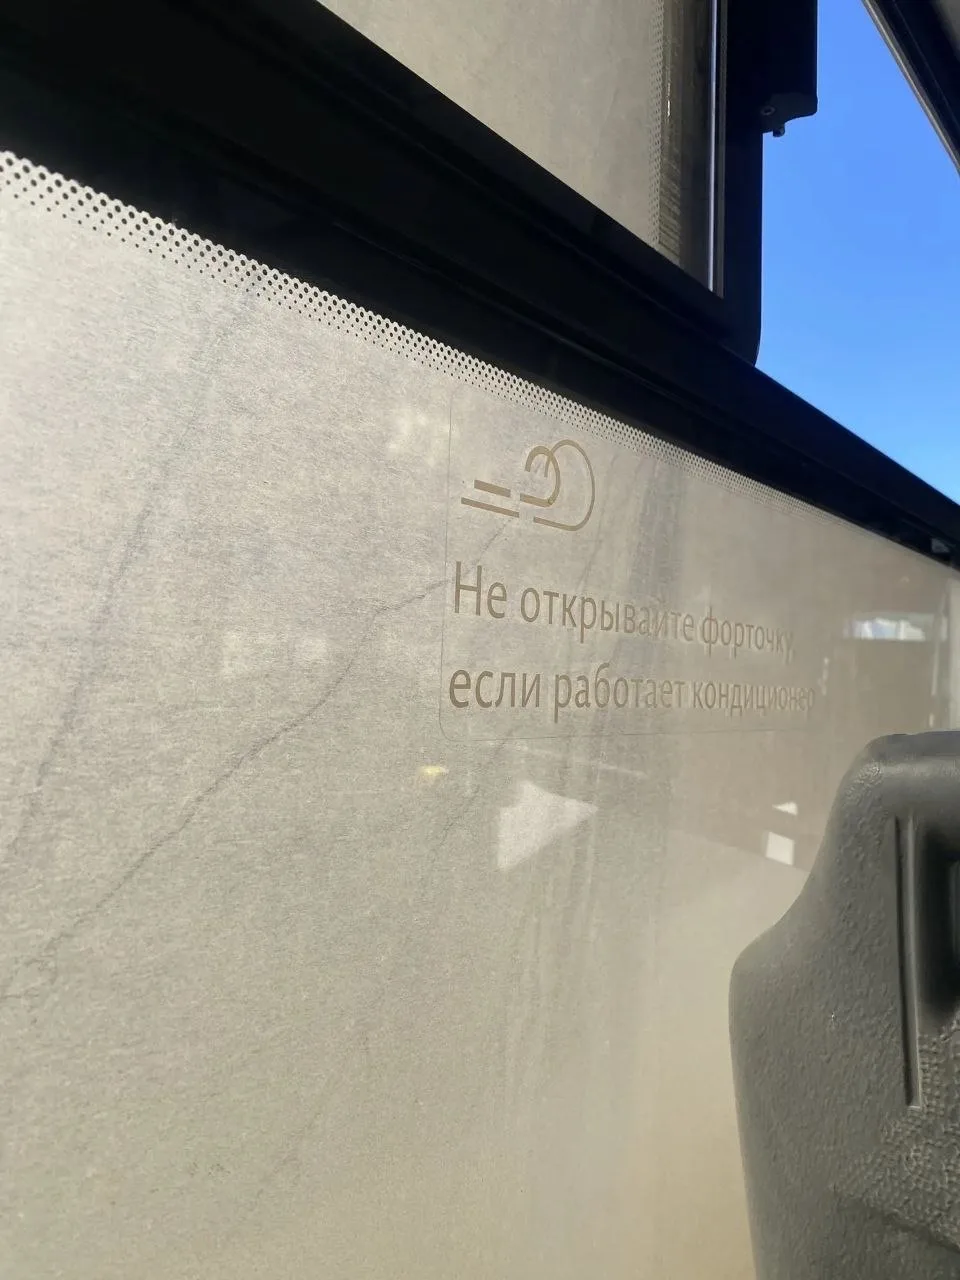 Не открывайте форточку,
если работает кондиционер